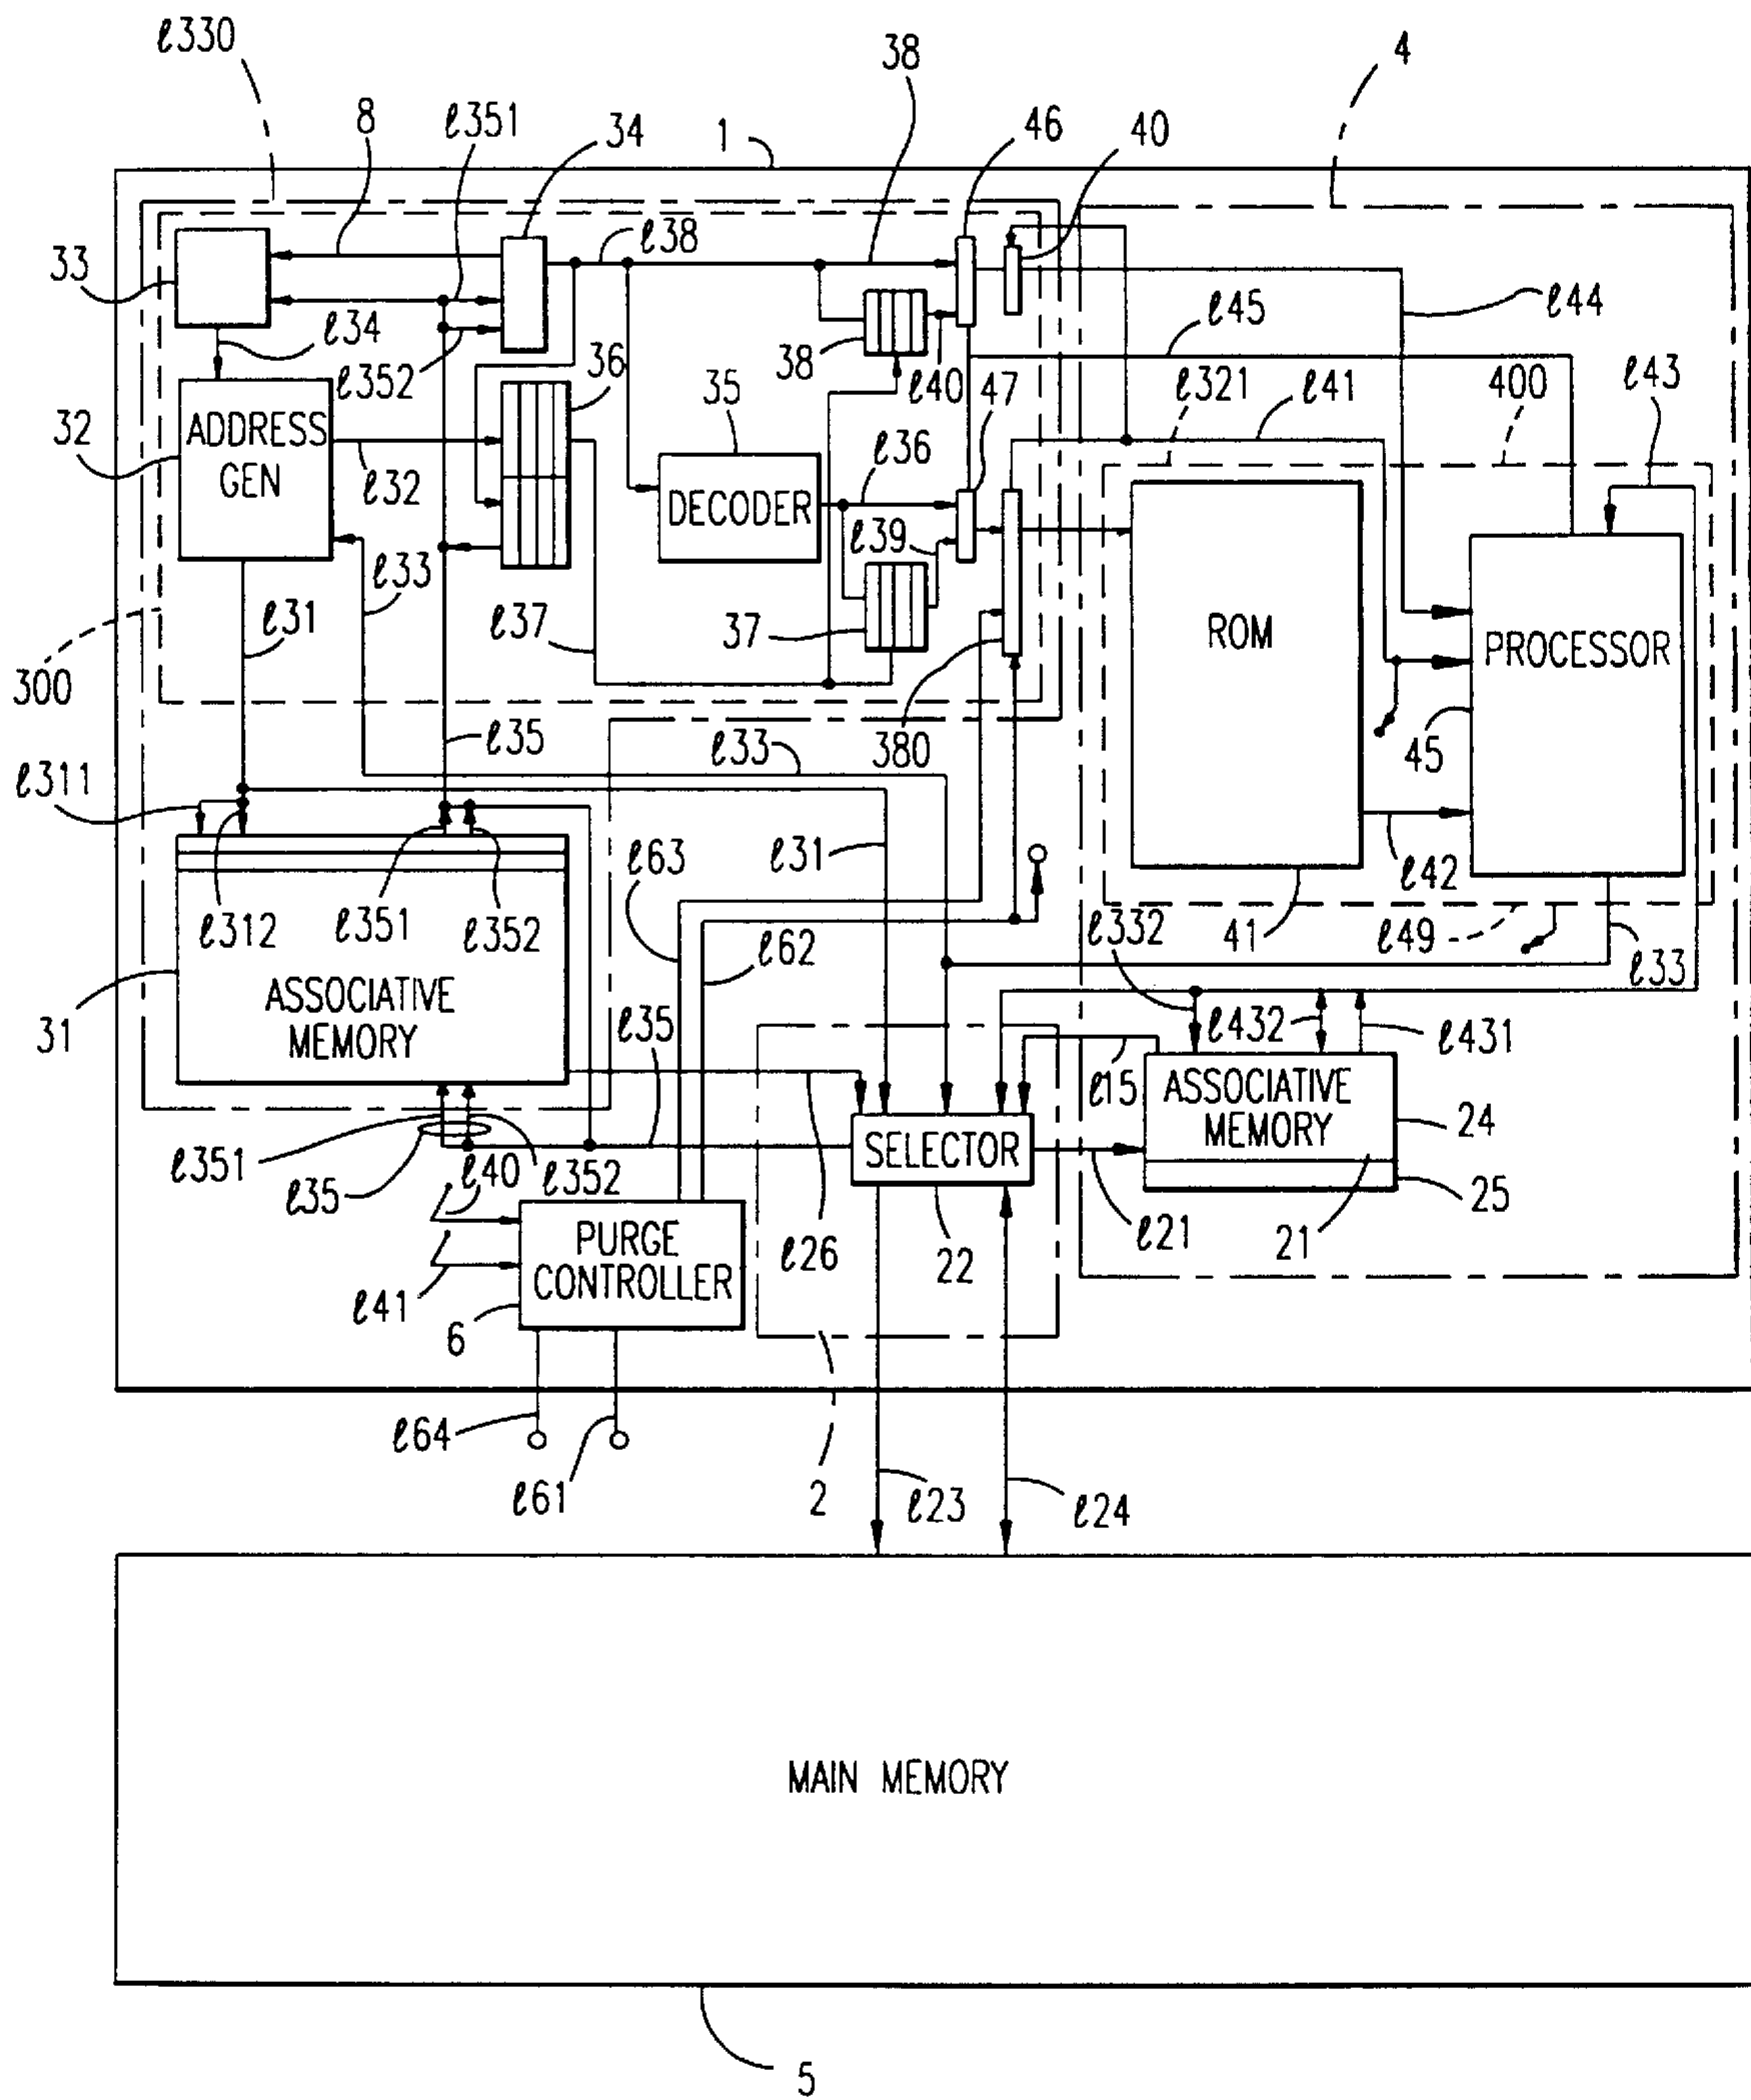 ℓ330
38
4
8
ℓ351
34
1
46
40
33
ℓ38
ℓ34
ℓ352
36
38
ℓ40
ℓ45
ℓ44
32
ADDRESS
GEN
ℓ32
35
DECODER
ℓ36
47
ℓ321
ℓ41
400
ℓ43
ℓ39
ℓ33
ℓ31
ℓ37
37
ROM
PROCESSOR
300
ℓ35
ℓ33
380
45
ℓ311
ℓ31
ℓ63
ℓ42
ℓ312
ℓ351
ℓ352
ℓ62
ℓ332
41
ℓ49
ℓ33
31
ASSOCIATIVE
MEMORY
ℓ35
ℓ432
ℓ431
ℓ15
ASSOCIATIVE
MEMORY
24
ℓ351
ℓ35
ℓ40
ℓ352
SELECTOR
25
ℓ21
21
ℓ41
6
PURGE
CONTROLLER
ℓ26
22
ℓ64
ℓ61
2
ℓ23
ℓ24
MAIN MEMORY
5